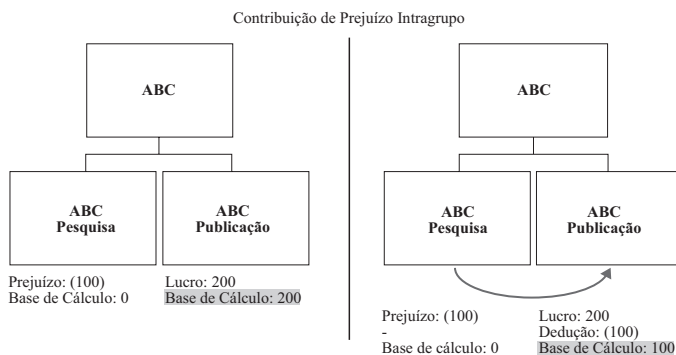 Contribuição de Prejuízo Intragrupo
ABC
ABC
Pesquisa
ABC
Publicação
Prejuízo: (100)
Base de Cálculo: 0
Lucro: 200
Base de Cálculo: 200
ABC
ABC
Pesquisa
ABC
Publicação
Prejuízo: (100)
-
Base de cálculo: 0
Lucro: 200
Dedução: (100)
Base de Cálculo: 100